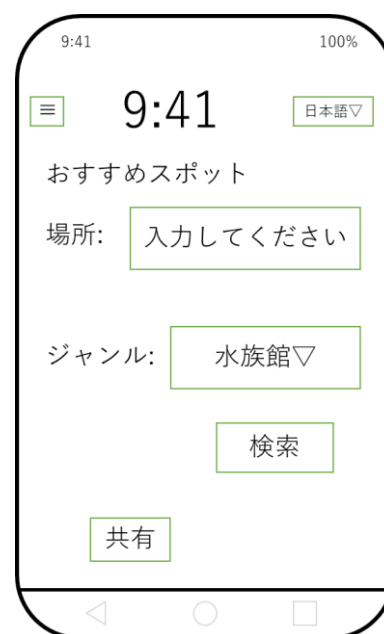 9:41 100%
≡ 9:41 日本語▽
おすすめスポット
場所: 入力してください
ジャンル: 水族館▽
検索
共有